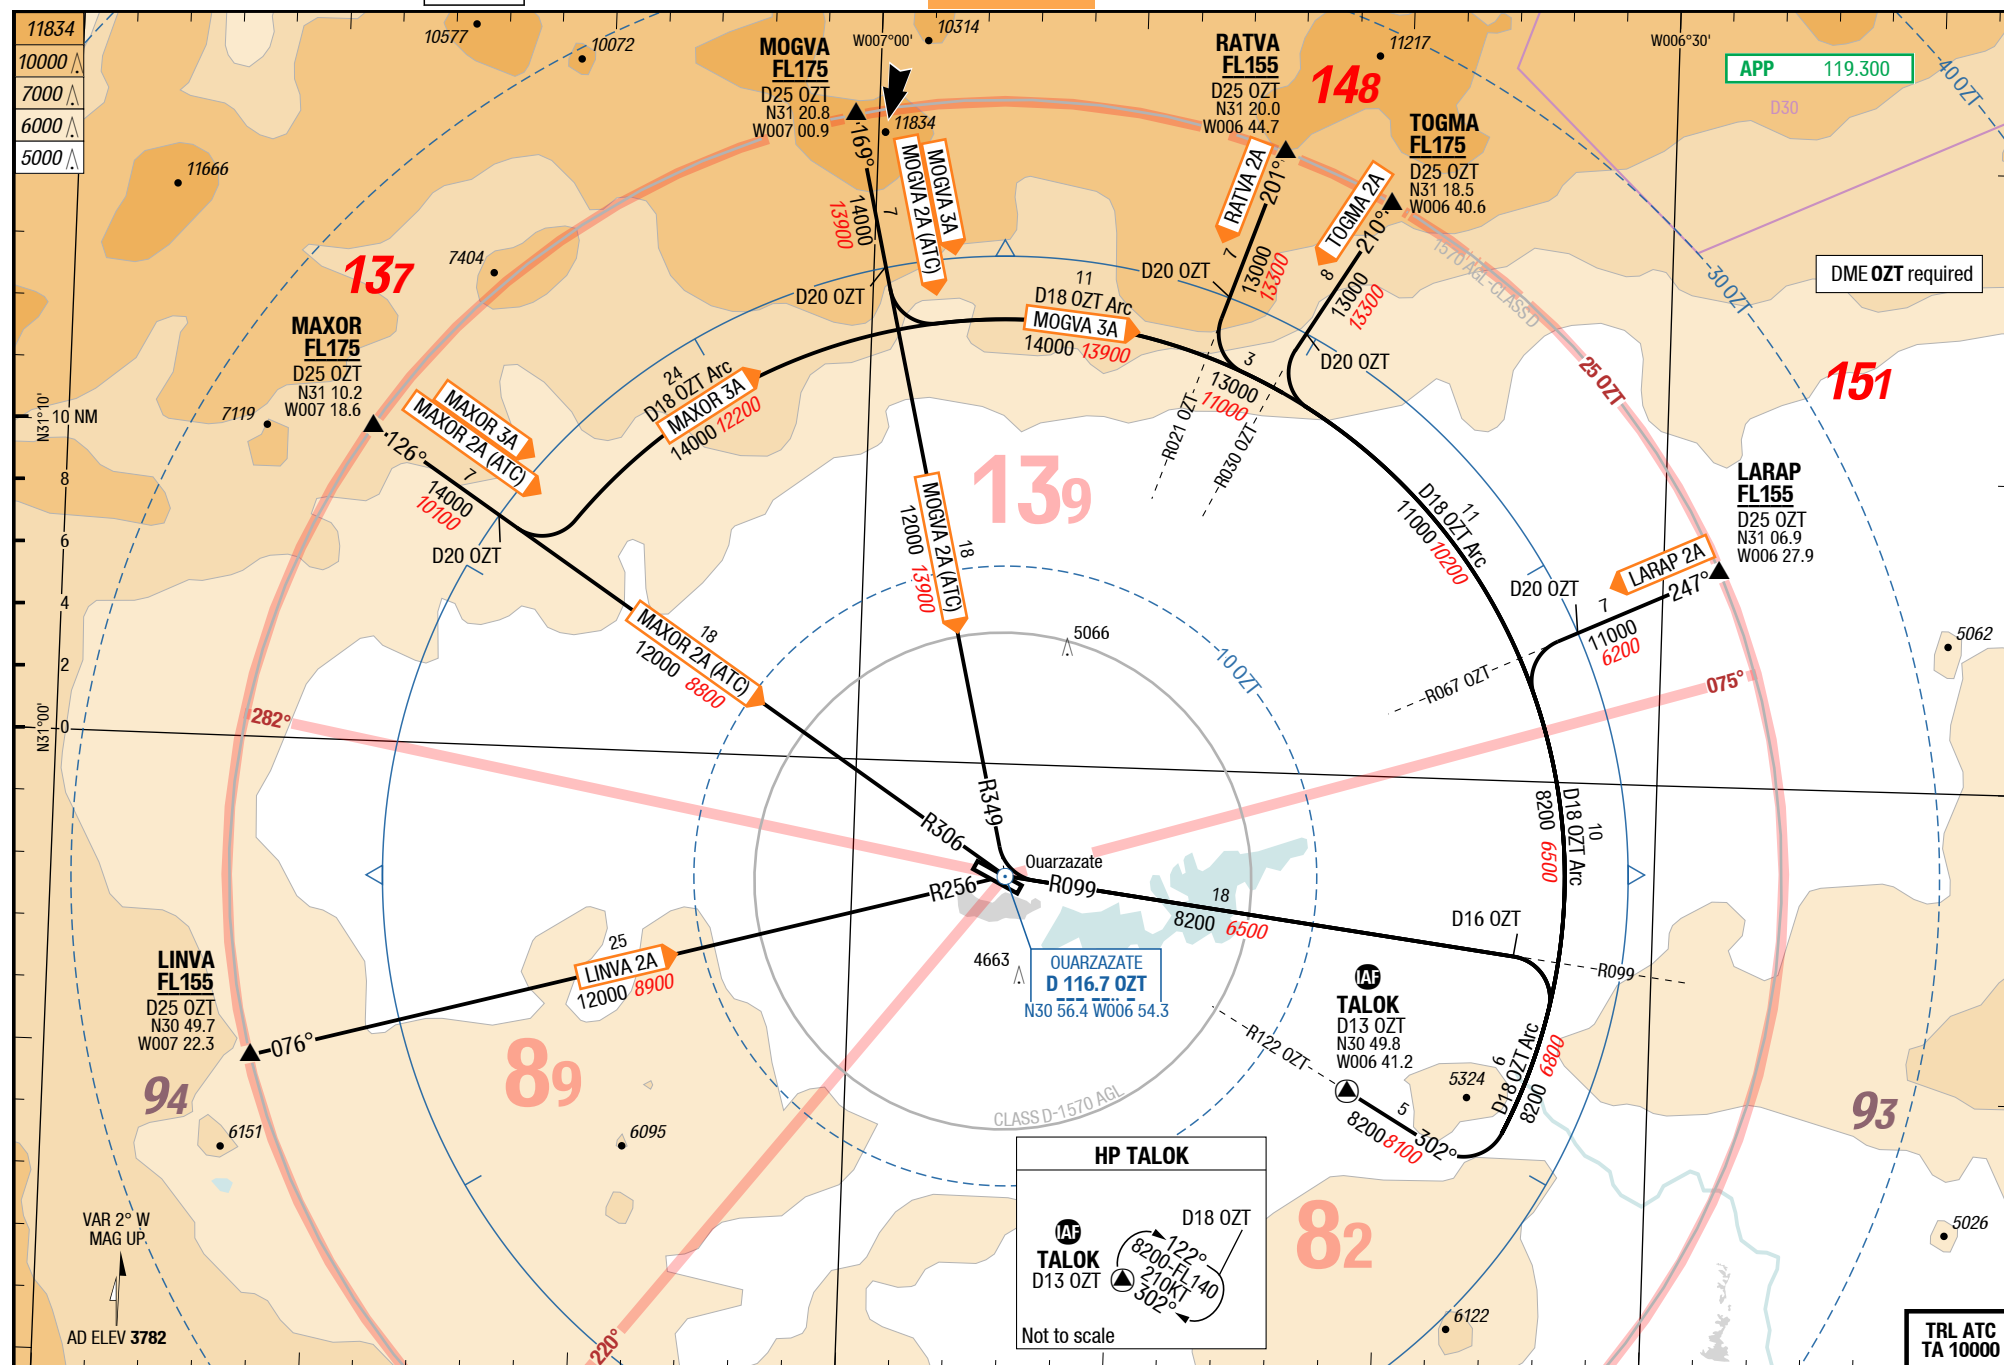 11834
10000
7000
6000
5000
10577
10072
11666
7404
7119
MOGVA
FL175
D25 OZT
N31 20.8
W007 00.9
W007°00'
10314
11834
RATVA
FL155
D25 OZT
N31 20.0
W006 44.7
148
11217
TOGMA
FL175
D25 OZT
N31 18.5
W006 40.6
W006°30'
APP 119.300
D30
40 OZT
30 OZT
DME OZT required
137
MAXOR
FL175
D25 OZT
N31 10.2
W007 18.6
169°
14000
13900
7
MOGVA 3A
MOGVA 2A (ATC)
D20 OZT
11
D18 OZT Arc
MOGVA 3A
14000 13900
D20 OZT
RATVA 2A
201°
7
13000
13300
TOGMA 2A
210°
8
13000
13300
D20 OZT
1570 AGL-CLASS D
25 OZT
151
3
13000
11000
R021 OZT
R030 OZT
N31°10'
10 NM
8
6
4
2
0
N31°00'
126°
MAXOR 3A
MAXOR 2A (ATC)
7
14000
10100
D20 OZT
24
D18 OZT Arc
MAXOR 3A
14000 12200
139
MOGVA 2A (ATC)
18
12000 13900
11
D18 OZT Arc
11000 10200
LARAP
FL155
D25 OZT
N31 06.9
W006 27.9
LARAP 2A
247°
D20 OZT
7
11000
6200
R067 OZT
075°
5062
5066
10 OZT
18
MAXOR 2A (ATC)
12000 8800
282°
R349
R306
R256
Ouarzazate
R099
18
8200 6500
10
D18 OZT Arc
8200 6500
D16 OZT
R099
LINVA
FL155
D25 OZT
N30 49.7
W007 22.3
076°
25
LINVA 2A
12000 8900
4663
OUARZAZATE
D 116.7 OZT
N30 56.4 W006 54.3
IAF
TALOK
D13 OZT
N30 49.8
W006 41.2
R122 OZT
5324
6
D18 OZT Arc
8200 6800
5
8200 8100
302°
94
89
93
82
6151
6095
CLASS D-1570 AGL
HP TALOK
IAF
TALOK
D13 OZT
D18 OZT
122°
8200-FL140
210KT
302°
Not to scale
VAR 2° W
MAG UP
AD ELEV 3782
220°
5026
6122
TRL ATC
TA 10000